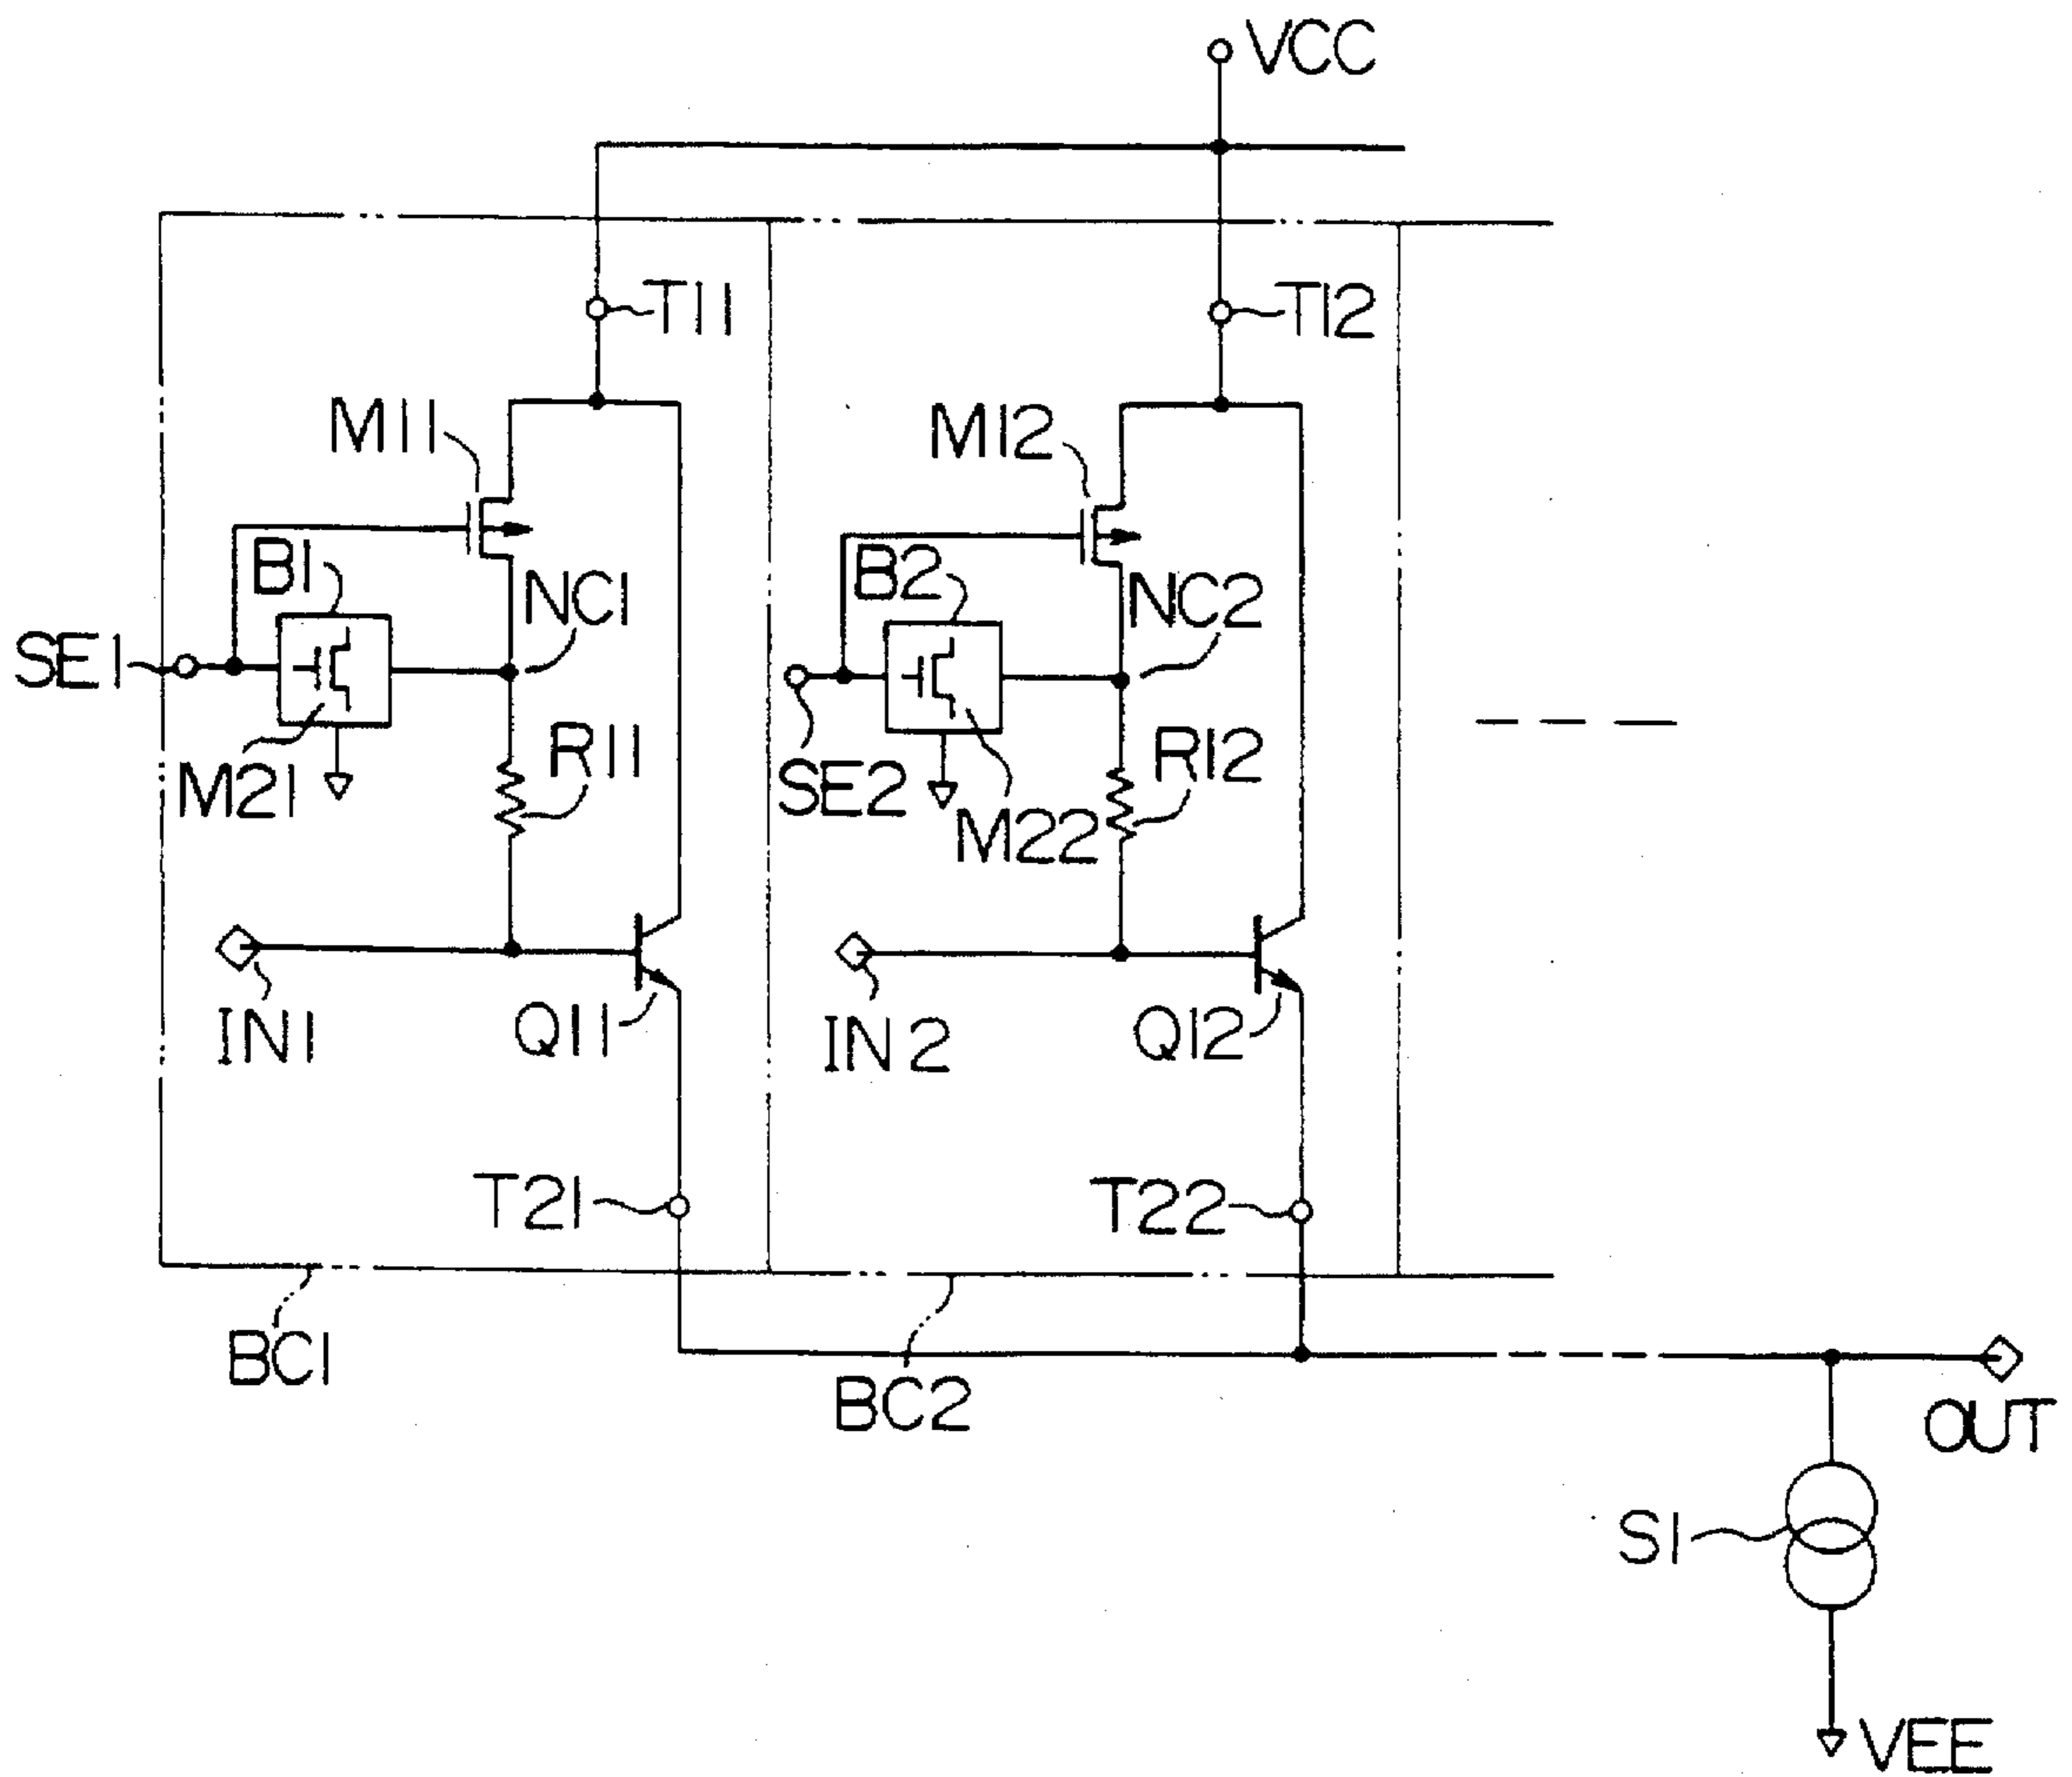 VCC
T11
T12
M11
M12
B1
NC1
B2
NC2
SE1
R11
R12
M21
SE2
M22
IN1
Q11
IN2
Q12
T21
T22
BC1
BC2
OUT
S1
VEE